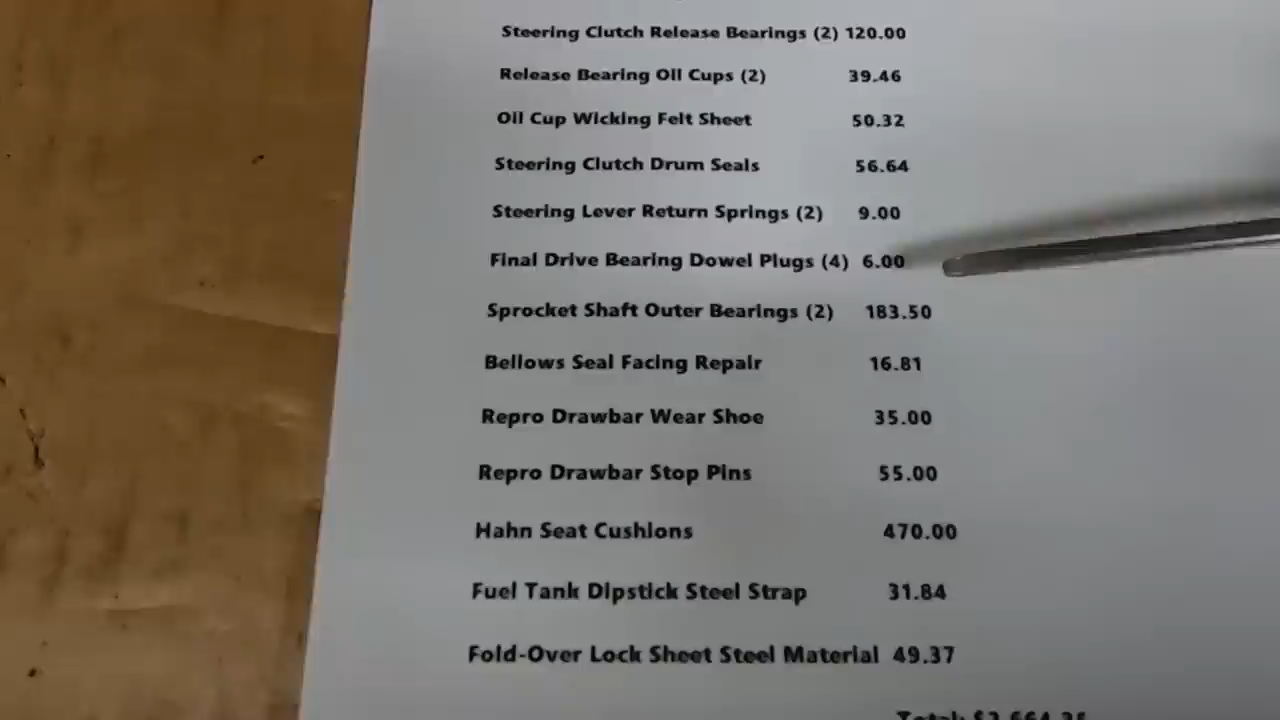 Steering Clutch Release Bearings (2) 120.00
Release Bearing Oil Cups (2) 39.46
Oil Cup Wicking Felt Sheet 50.32
Steering Clutch Drum Seals 56.64
Steering Lever Return Springs (2) 9.00
Final Drive Bearing Dowel Plugs (4) 6.00
Sprocket Shaft Outer Bearings (2) 183.50
Bellows Seal Facing Repair 16.81
Repro Drawbar Wear Shoe 35.00
Repro Drawbar Stop Pins 55.00
Hahn Seat Cushions 470.00
Fuel Tank Dipstick Steel Strap 31.84
Fold-Over Lock Sheet Steel Material 49.37
Total: